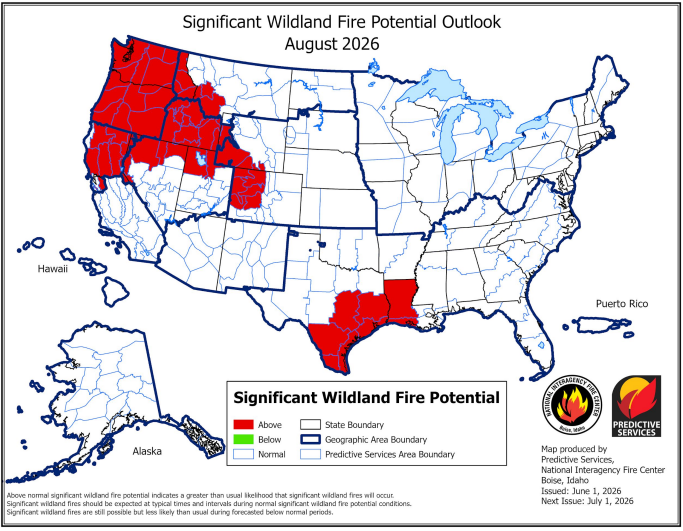 Significant Wildland Fire Potential Outlook
August 2026
Hawaii
Puerto Rico
Alaska
Significant Wildland Fire Potential
Above
Below
Normal
State Boundary
Geographic Area Boundary
Predictive Services Area Boundary
NATIONAL INTERAGENCY FIRE CENTER
Boise, Idaho
PREDICTIVE
SERVICES
Map produced by
Predictive Services,
National Interagency Fire Center
Boise, Idaho
Issued: June 1, 2026
Next Issue: July 1, 2026
Above normal significant wildland fire potential indicates a greater than usual likelihood that significant wildland fires will occur.
Significant wildland fires should be expected at typical times and intervals during normal significant wildland fire potential conditions.
Significant wildland fires are still possible but less likely than usual during forecasted below normal periods.